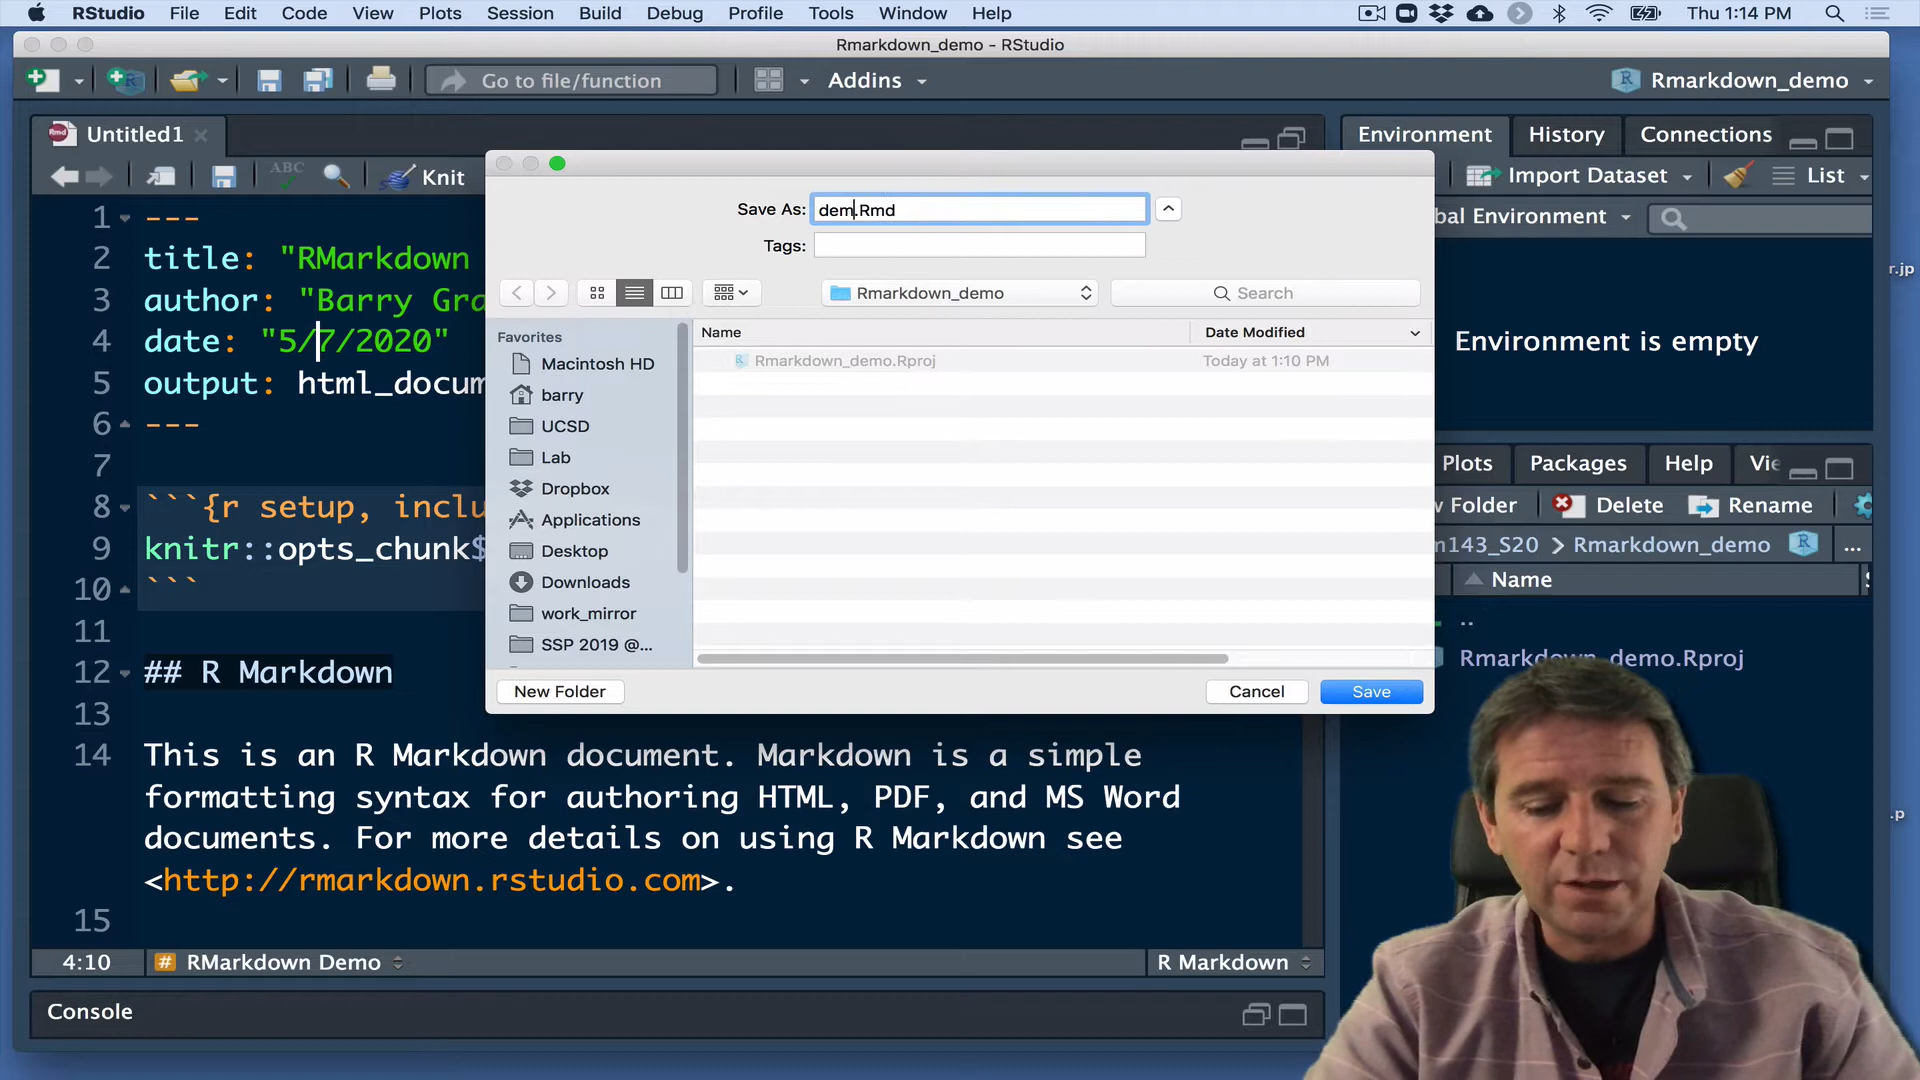 RStudio File Edit Code View Plots Session Build Debug Profile Tools Window Help Thu 1:14 PM
Rmarkdown_demo - RStudio
Go to file/function Addins Rmarkdown_demo
Untitled1
Environment History Connections
ABC Knit
Import Dataset List
bal Environment
Save As: dem.Rmd
Tags:
Rmarkdown_demo Search
Name Date Modified
Rmarkdown_demo.Rproj Today at 1:10 PM
Favorites
Macintosh HD
barry
UCSD
Lab
Dropbox
Applications
Desktop
Downloads
work_mirror
SSP 2019 @...
New Folder Cancel Save
1 ---
2 title: "RMarkdown
3 author: "Barry Gra
4 date: "5/7/2020"
5 output: html_docum
6 ---
7
8 ```{r setup, inclu
9 knitr::opts_chunk$
10 ```
11
12 ## R Markdown
13
14 This is an R Markdown document. Markdown is a simple
formatting syntax for authoring HTML, PDF, and MS Word
documents. For more details on using R Markdown see
<http://rmarkdown.rstudio.com>.
15
4:10 # RMarkdown Demo R Markdown
Console
Environment is empty
Plots Packages Help Vie
w Folder Delete Rename
m143_S20 > Rmarkdown_demo ...
Name
..
Rmarkdown_demo.Rproj
r.jp
.p